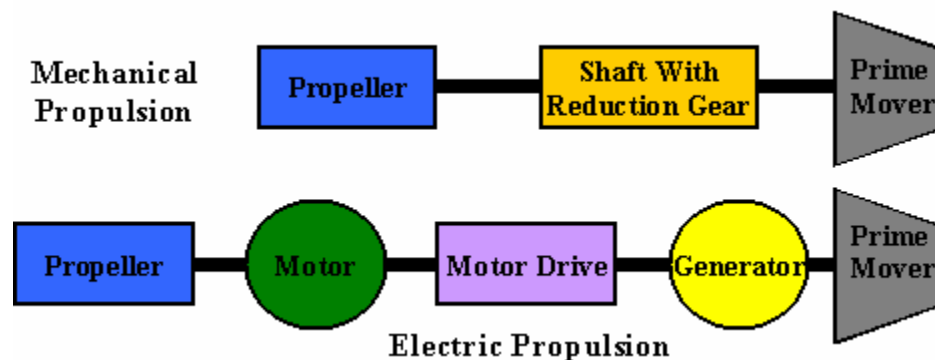 Mechanical
Propulsion
Propeller
Shaft With
Reduction Gear
Prime
Mover
Propeller
Motor
Motor Drive
Generator
Prime
Mover
Electric Propulsion